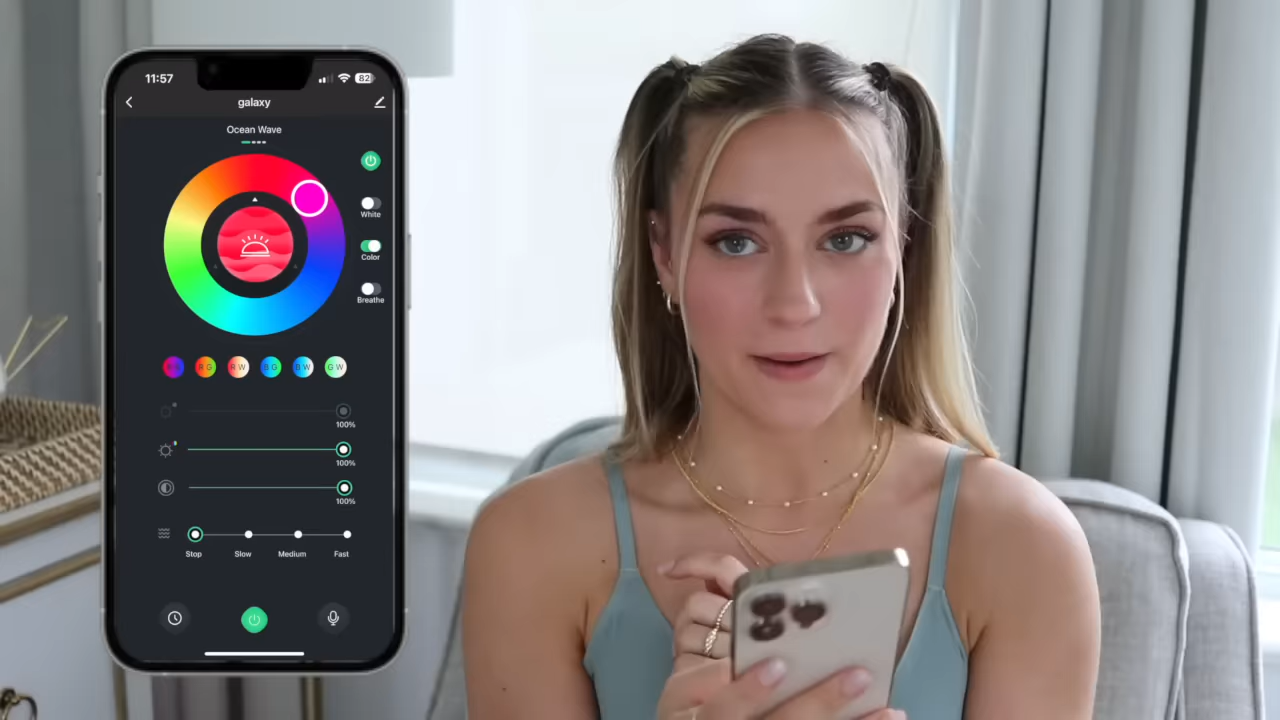 11:57
82
galaxy
Ocean Wave
White
Color
Breathe
R G
R W
B G
B W
G W
100%
100%
100%
Stop
Slow
Medium
Fast